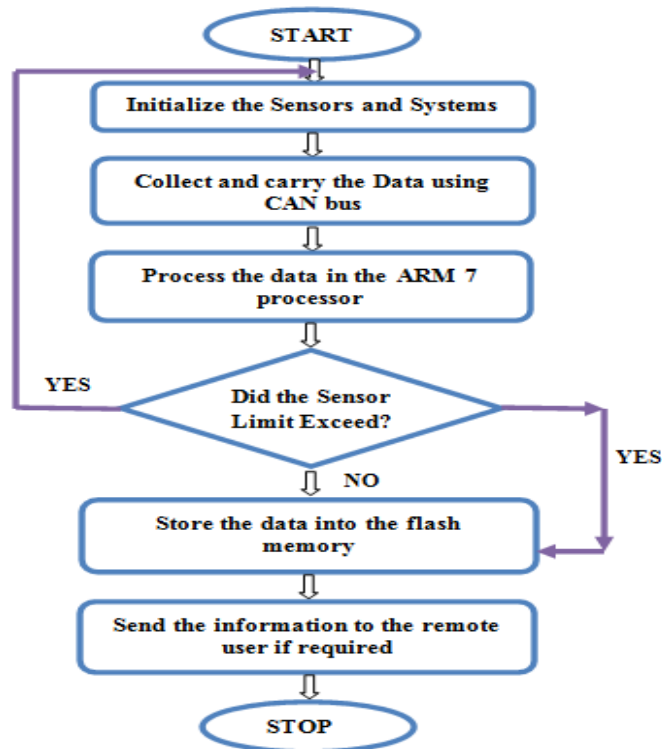 START
Initialize the Sensors and Systems
Collect and carry the Data using
CAN bus
Process the data in the ARM 7
processor
YES
Did the Sensor
Limit Exceed?
YES
NO
Store the data into the flash
memory
Send the information to the remote
user if required
STOP